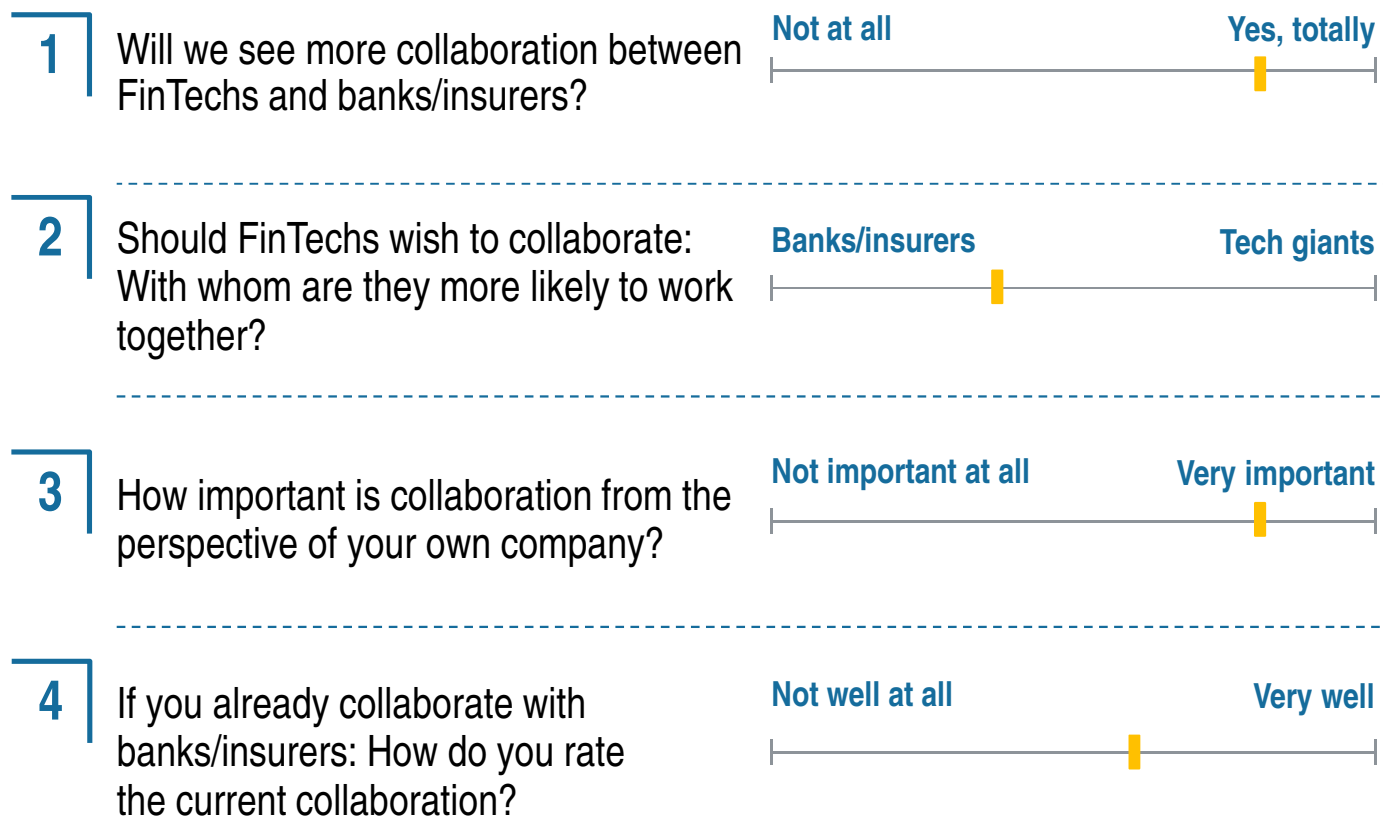 1
Will we see more collaboration between
FinTechs and banks/insurers?
Not at all
Yes, totally
2
Should FinTechs wish to collaborate:
With whom are they more likely to work
together?
Banks/insurers
Tech giants
3
How important is collaboration from the
perspective of your own company?
Not important at all
Very important
4
If you already collaborate with
banks/insurers: How do you rate
the current collaboration?
Not well at all
Very well